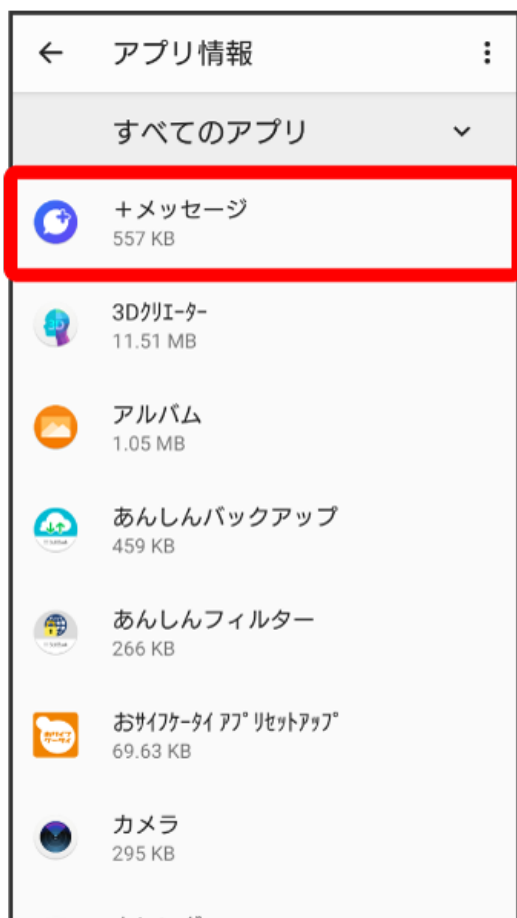 アプリ情報
すべてのアプリ
+メッセージ
557 KB
3Dｸﾘｴｰﾀｰ
11.51 MB
アルバム
1.05 MB
あんしんバックアップ
459 KB
あんしんフィルター
266 KB
おｻｲﾌｹｰﾀｲ ｱﾌﾟﾘｾｯﾄｱｯﾌﾟ
69.63 KB
カメラ
295 KB